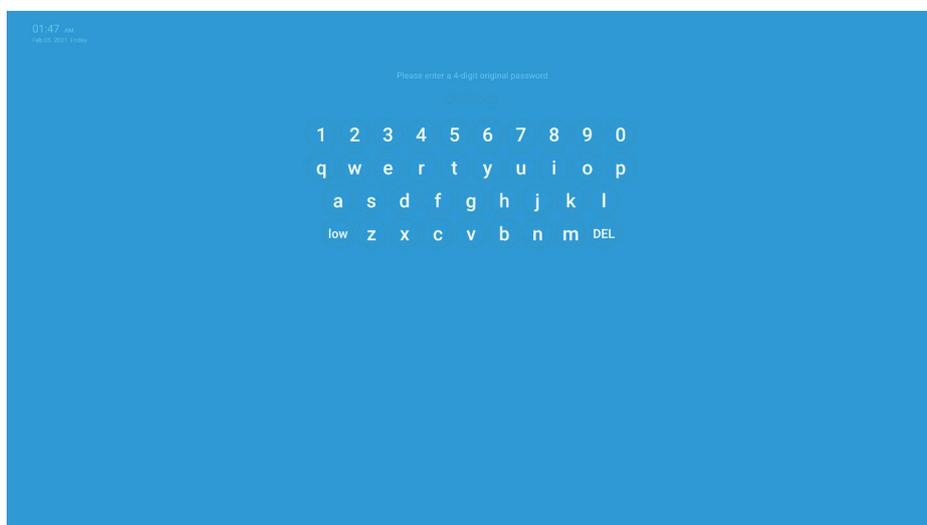 01:47 AM
Feb 05, 2021 Friday
Please enter a 4-digit original password
1 2 3 4 5 6 7 8 9 0
q w e r t y u i o p
a s d f g h j k l
low z x c v b n m DEL